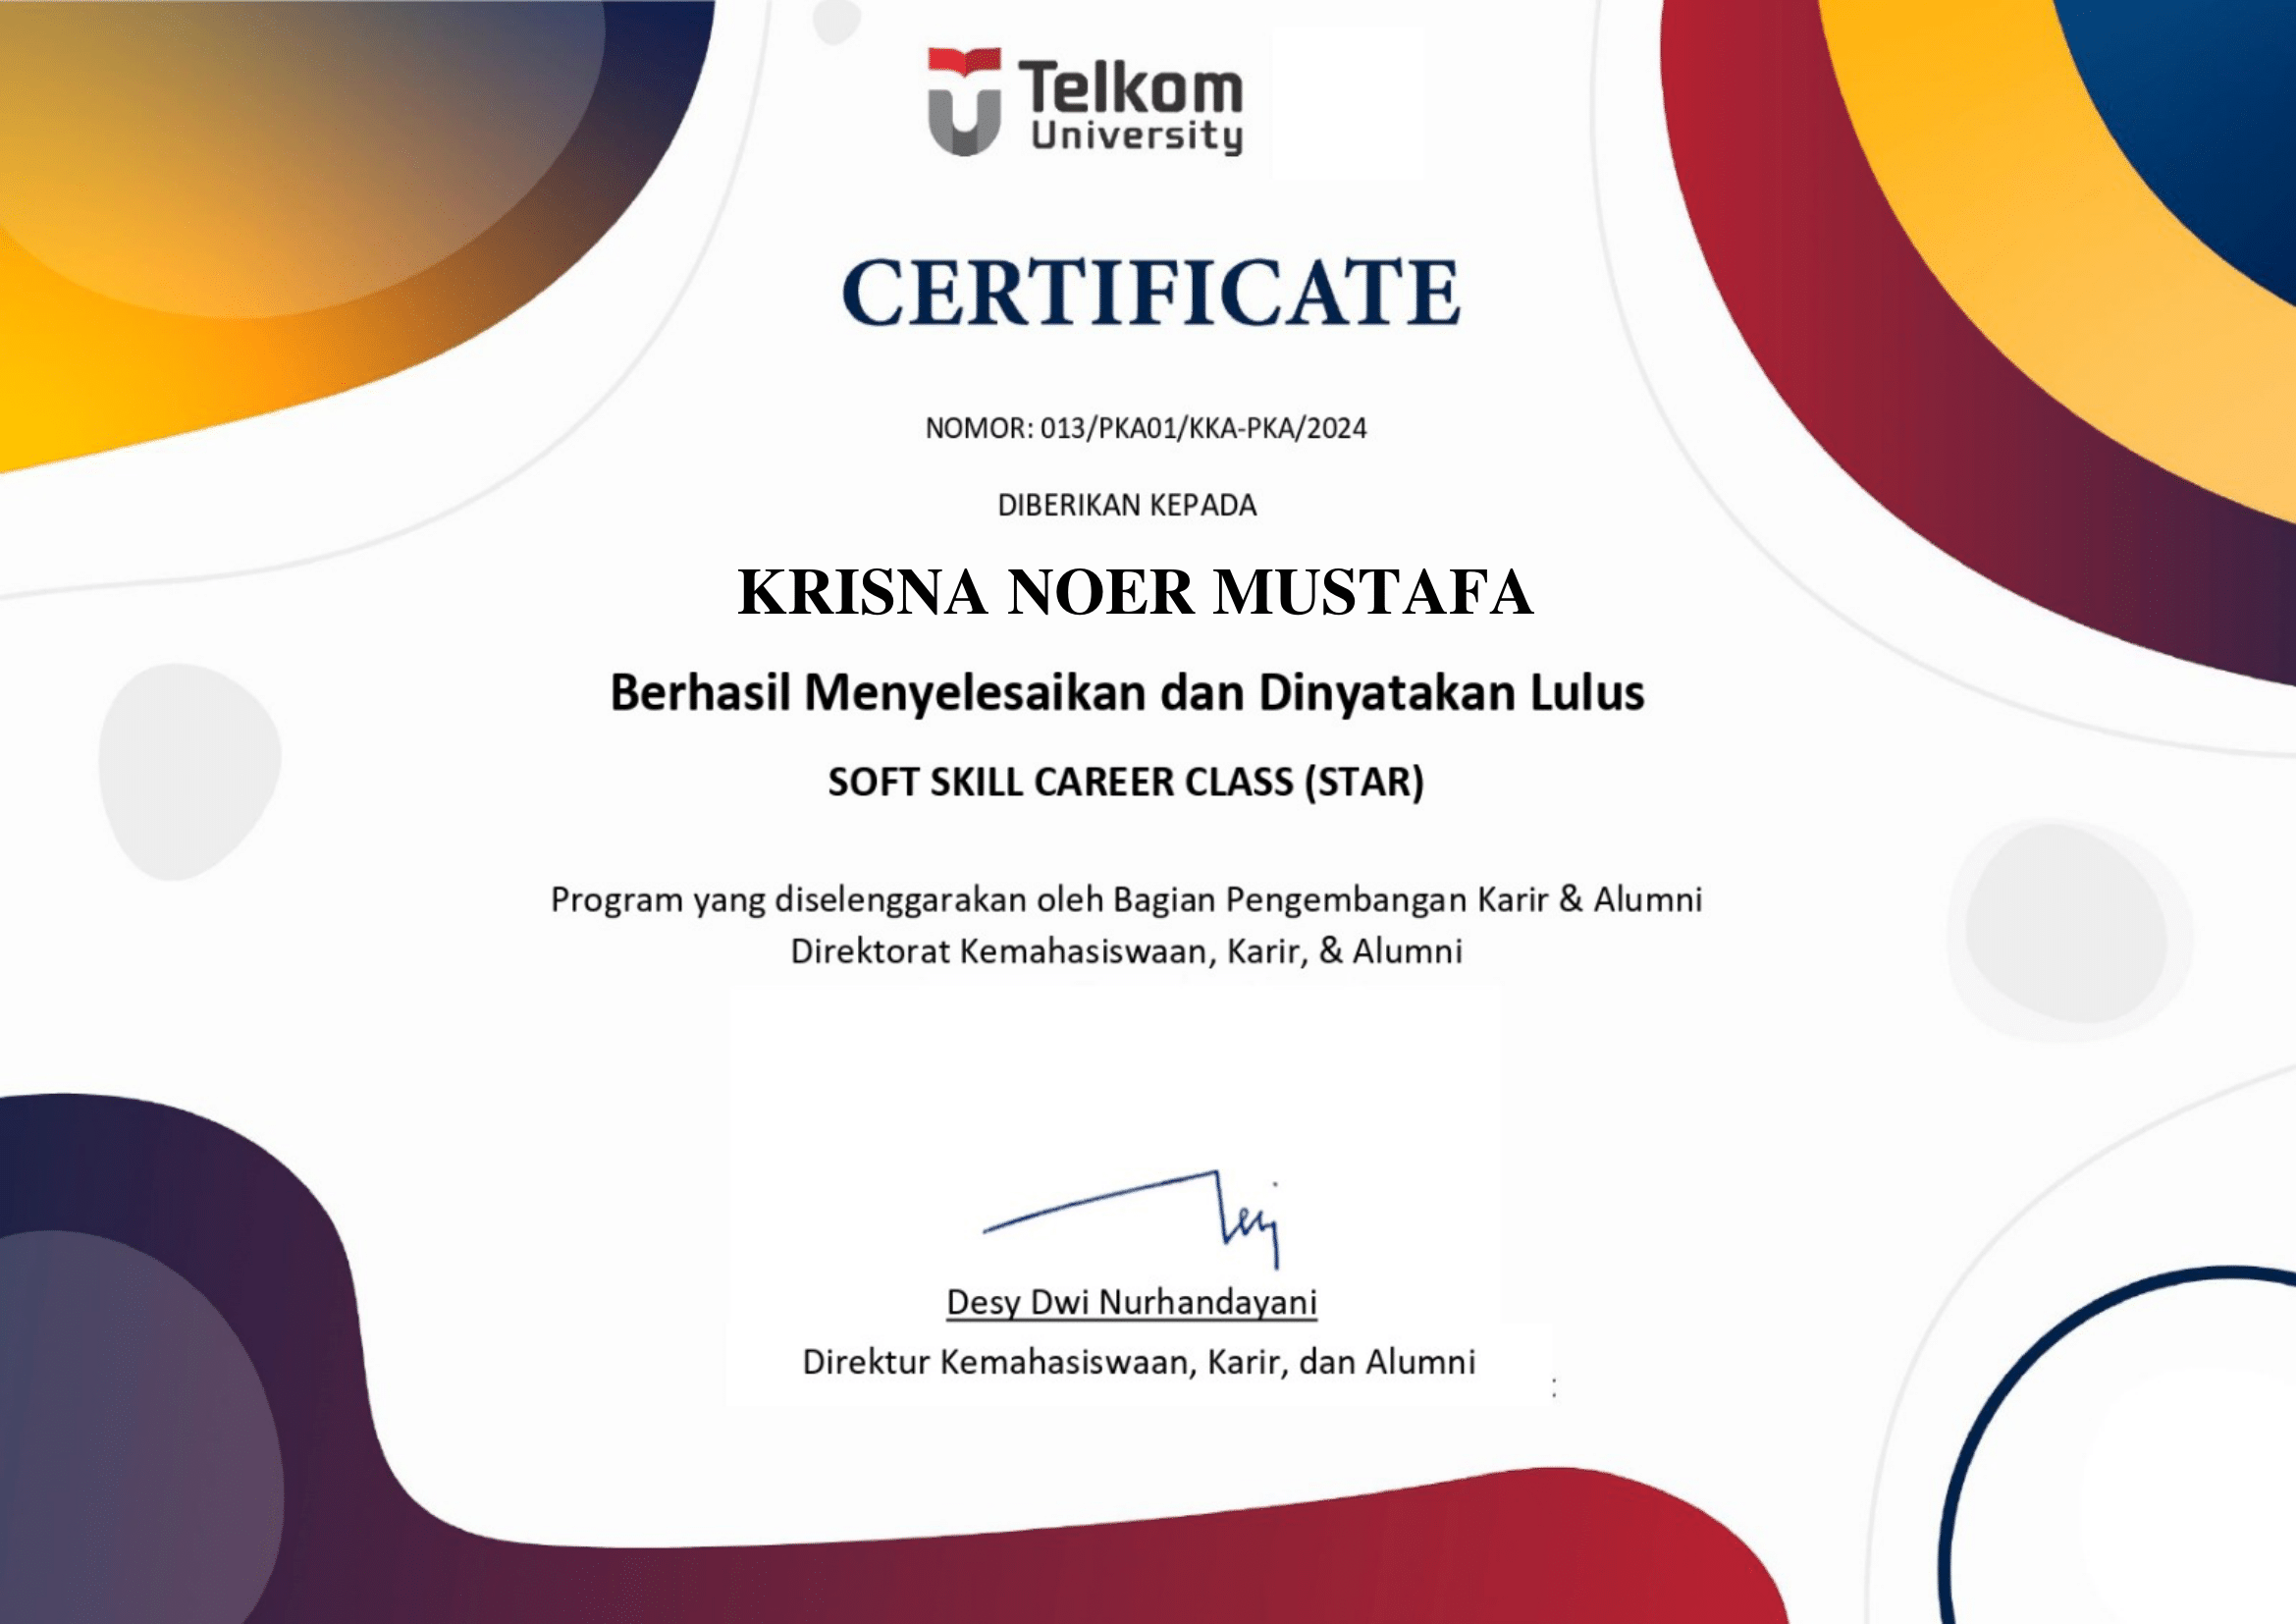 Telkom
University
CERTIFICATE
NOMOR: 013/PKA01/KKA-PKA/2024
DIBERIKAN KEPADA
KRISNA NOER MUSTAFA
Berhasil Menyelesaikan dan Dinyatakan Lulus
SOFT SKILL CAREER CLASS (STAR)
Program yang diselenggarakan oleh Bagian Pengembangan Karir & Alumni
Direktorat Kemahasiswaan, Karir, & Alumni
Desy Dwi Nurhandayani
Direktur Kemahasiswaan, Karir, dan Alumni